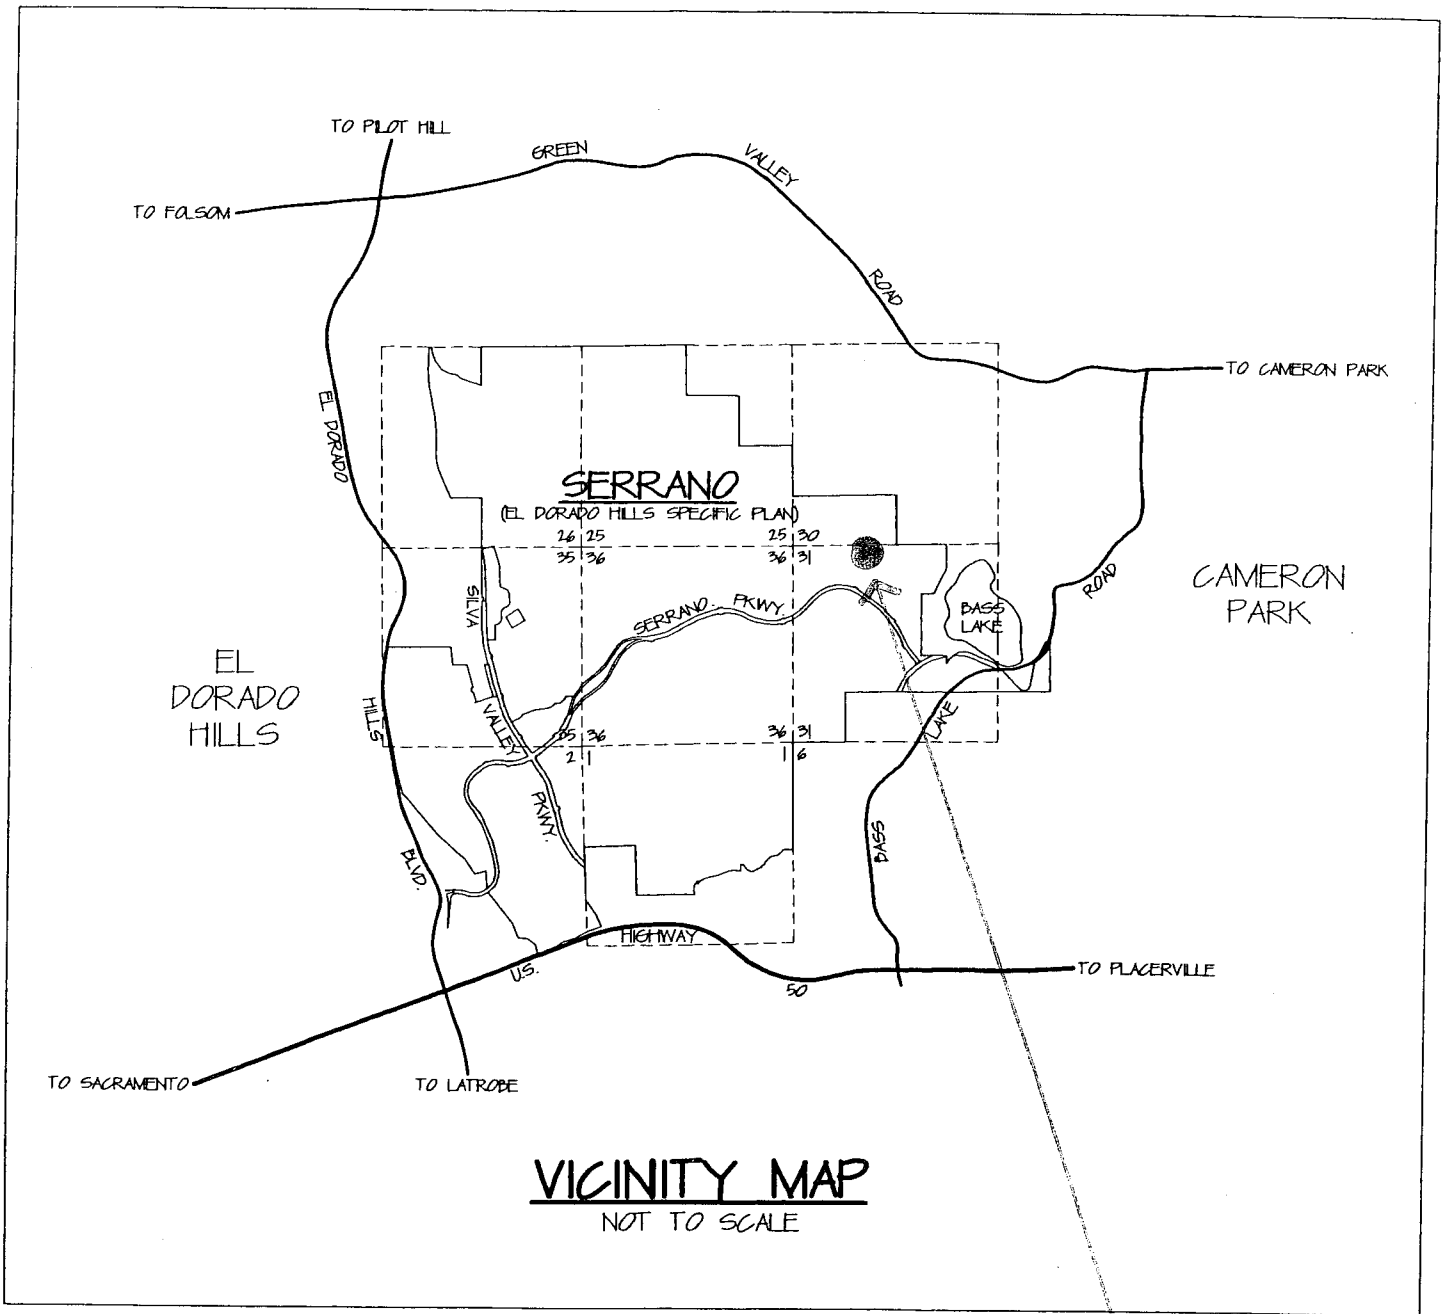 TO PILOT HILL
GREEN
VALLEY
TO FOLSOM
ROAD
TO CAMERON PARK
EL DORADO
SERRANO
(EL DORADO HILLS SPECIFIC PLAN)
26 25
25 30
35 36
36 31
SILVA
SERRANO
PKWY.
BASS
LAKE
ROAD
CAMERON
PARK
EL
DORADO
HILLS
HILLS
VALLEY
35 36
36 31
2 1
1 6
LAKE
PKWY.
BASS
BLVD.
HIGHWAY
U.S.
50
TO PLACERVILLE
TO SACRAMENTO
TO LATROBE
VICINITY MAP
NOT TO SCALE